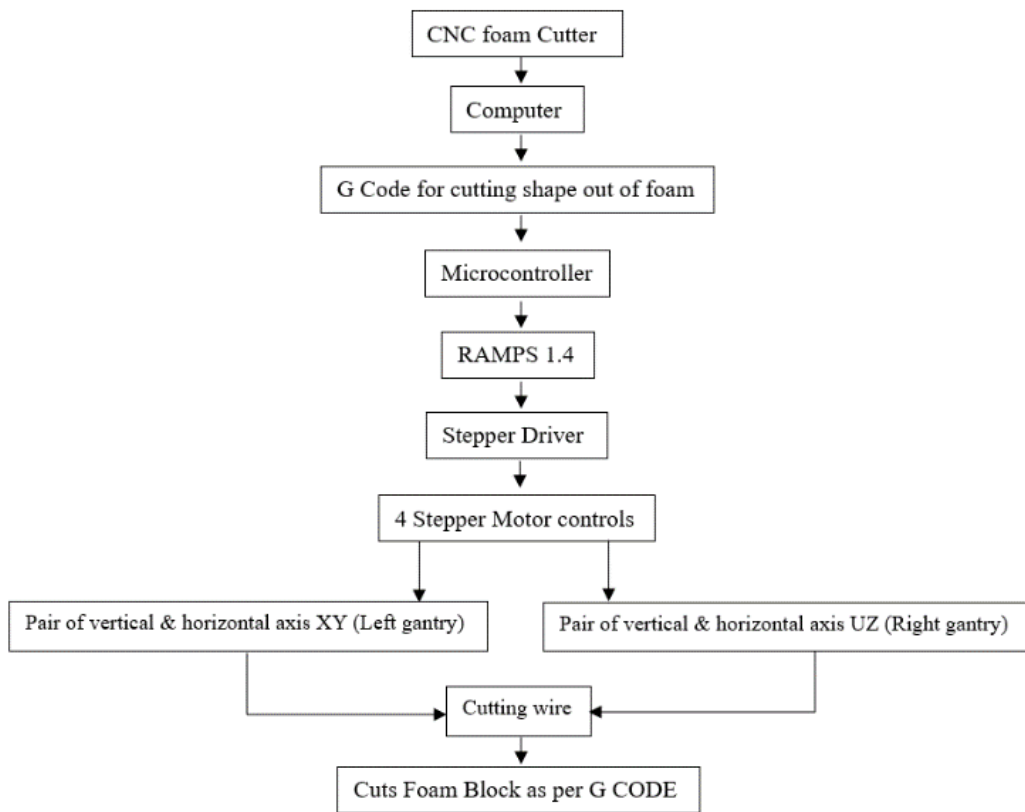 CNC foam Cutter
Computer
G Code for cutting shape out of foam
Microcontroller
RAMPS 1.4
Stepper Driver
4 Stepper Motor controls
Pair of vertical & horizontal axis XY (Left gantry)
Pair of vertical & horizontal axis UZ (Right gantry)
Cutting wire
Cuts Foam Block as per G CODE